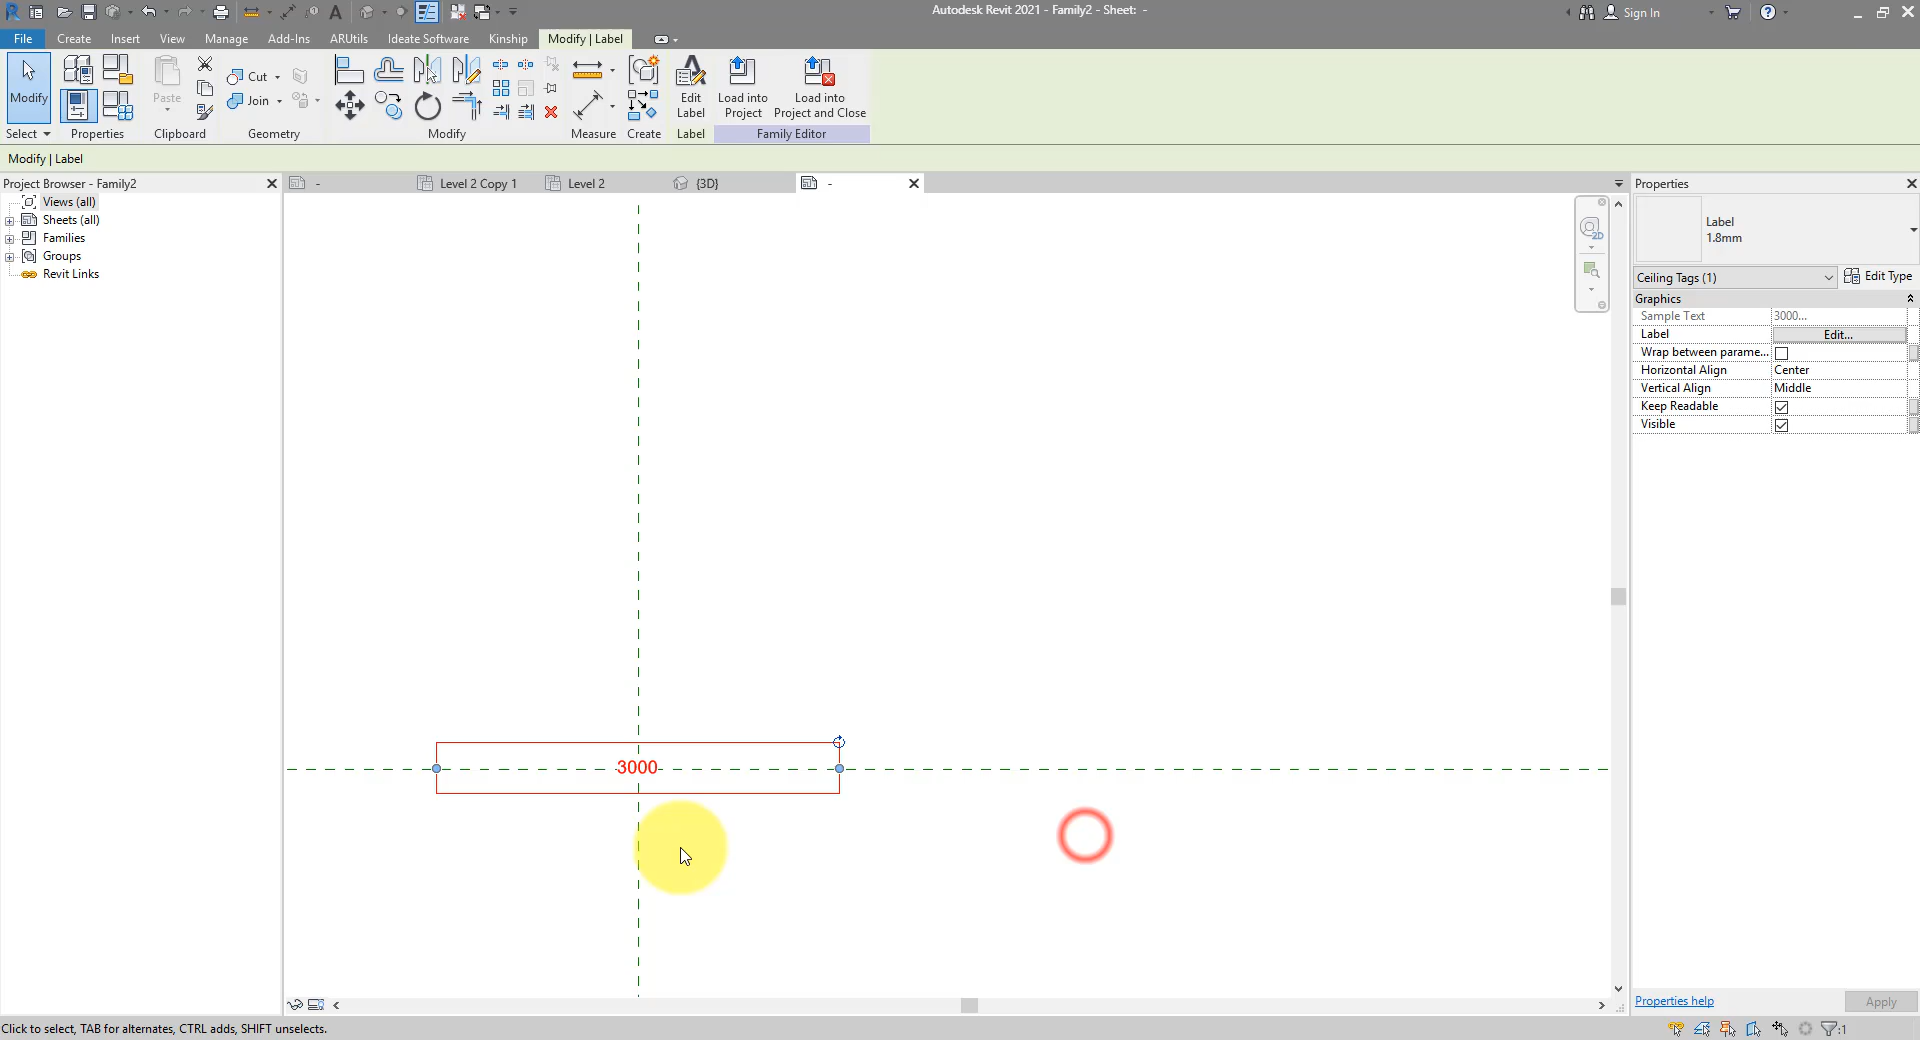 Autodesk Revit 2021 - Family2 - Sheet: -
Sign In
File
Create
Insert
View
Manage
Add-Ins
ARUtils
Ideate Software
Kinship
Modify | Label
Modify
Paste
Cut
Join
Edit
Label
Load into
Project
Load into
Project and Close
Select
Properties
Clipboard
Geometry
Modify
Measure
Create
Label
Family Editor
Modify | Label
Project Browser - Family2
-
Level 2 Copy 1
Level 2
{3D}
-
Properties
Views (all)
Sheets (all)
Families
Groups
Revit Links
2D
Label
1.8mm
Ceiling Tags (1)
Edit Type
Graphics
Sample Text
3000...
Label
Edit...
Wrap between parame...
Horizontal Align
Center
Vertical Align
Middle
Keep Readable
Visible
3000
Properties help
Apply
Click to select, TAB for alternates, CTRL adds, SHIFT unselects.
:1